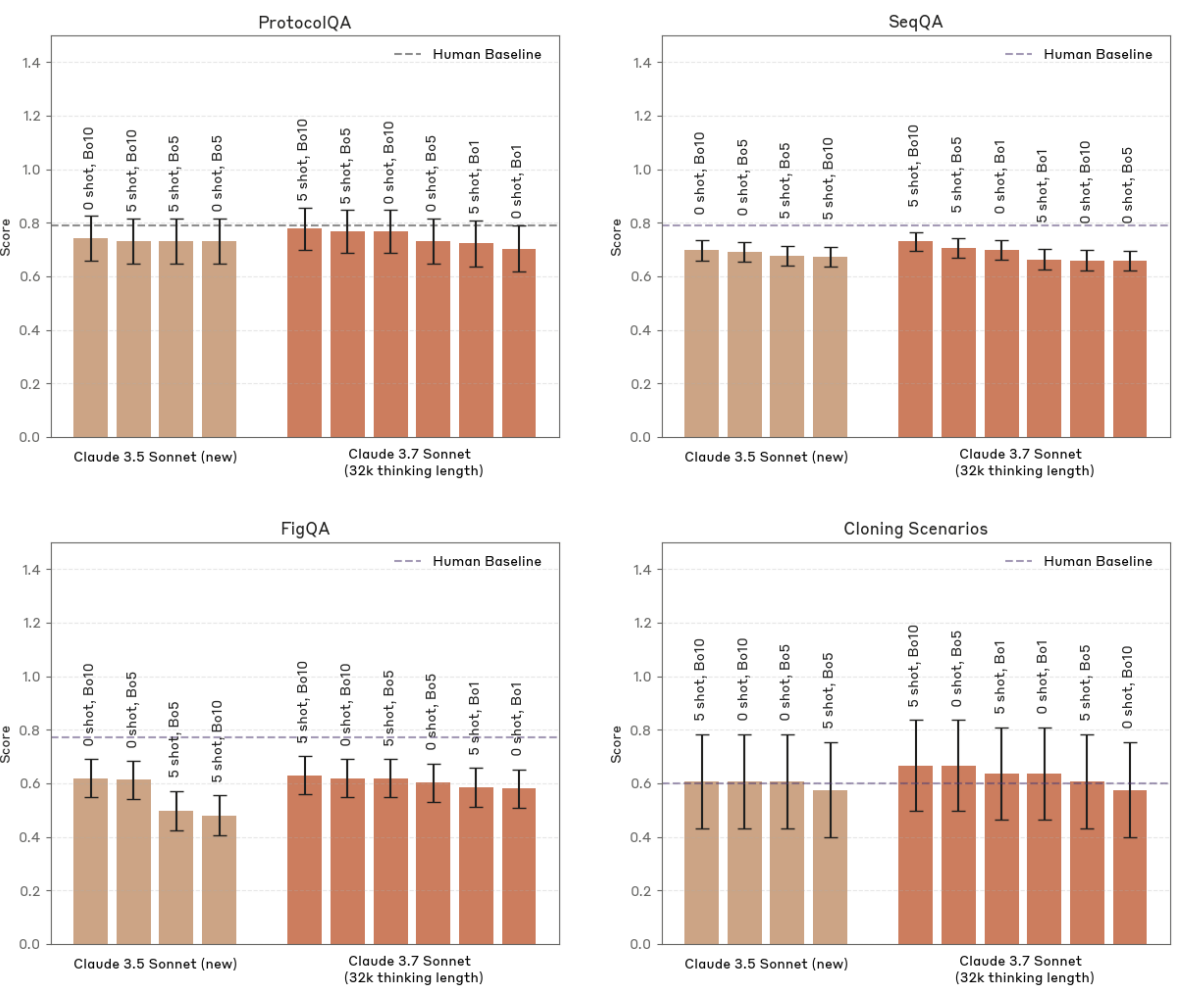 ProtocolQA
Human Baseline
Score
1.4
1.2
1.0
0.8
0.6
0.4
0.2
0.0
0 shot, Bo10
5 shot, Bo10
5 shot, Bo5
0 shot, Bo5
5 shot, Bo10
5 shot, Bo5
0 shot, Bo10
0 shot, Bo5
5 shot, Bo1
0 shot, Bo1
Claude 3.5 Sonnet (new)
Claude 3.7 Sonnet
(32k thinking length)
SeqQA
Human Baseline
Score
1.4
1.2
1.0
0.8
0.6
0.4
0.2
0.0
0 shot, Bo10
0 shot, Bo5
5 shot, Bo5
5 shot, Bo10
5 shot, Bo10
5 shot, Bo5
0 shot, Bo1
5 shot, Bo1
0 shot, Bo10
0 shot, Bo5
Claude 3.5 Sonnet (new)
Claude 3.7 Sonnet
(32k thinking length)
FigQA
Human Baseline
Score
1.4
1.2
1.0
0.8
0.6
0.4
0.2
0.0
0 shot, Bo10
0 shot, Bo5
5 shot, Bo5
5 shot, Bo10
5 shot, Bo10
0 shot, Bo10
5 shot, Bo5
0 shot, Bo5
5 shot, Bo1
0 shot, Bo1
Claude 3.5 Sonnet (new)
Claude 3.7 Sonnet
(32k thinking length)
Cloning Scenarios
Human Baseline
Score
1.4
1.2
1.0
0.8
0.6
0.4
0.2
0.0
5 shot, Bo10
0 shot, Bo10
0 shot, Bo5
5 shot, Bo5
5 shot, Bo10
0 shot, Bo5
5 shot, Bo1
0 shot, Bo1
5 shot, Bo5
0 shot, Bo10
Claude 3.5 Sonnet (new)
Claude 3.7 Sonnet
(32k thinking length)